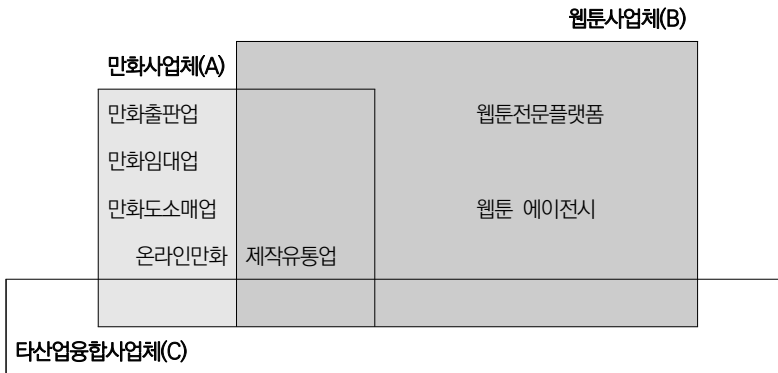 웹툰사업체(B)
만화사업체(A)
만화출판업
웹툰전문플랫폼
만화임대업
만화도소매업
웹툰 에이전시
온라인만화 제작유통업
타산업융합사업체(C)